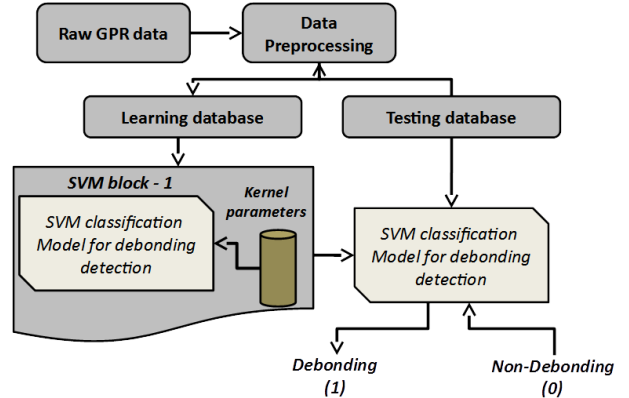 Raw GPR data
Data
Preprocessing
Learning database
Testing database
SVM block - 1
Kernel
parameters
SVM classification
Model for debonding
detection
SVM classification
Model for debonding
detection
Debonding
(1)
Non-Debonding
(0)